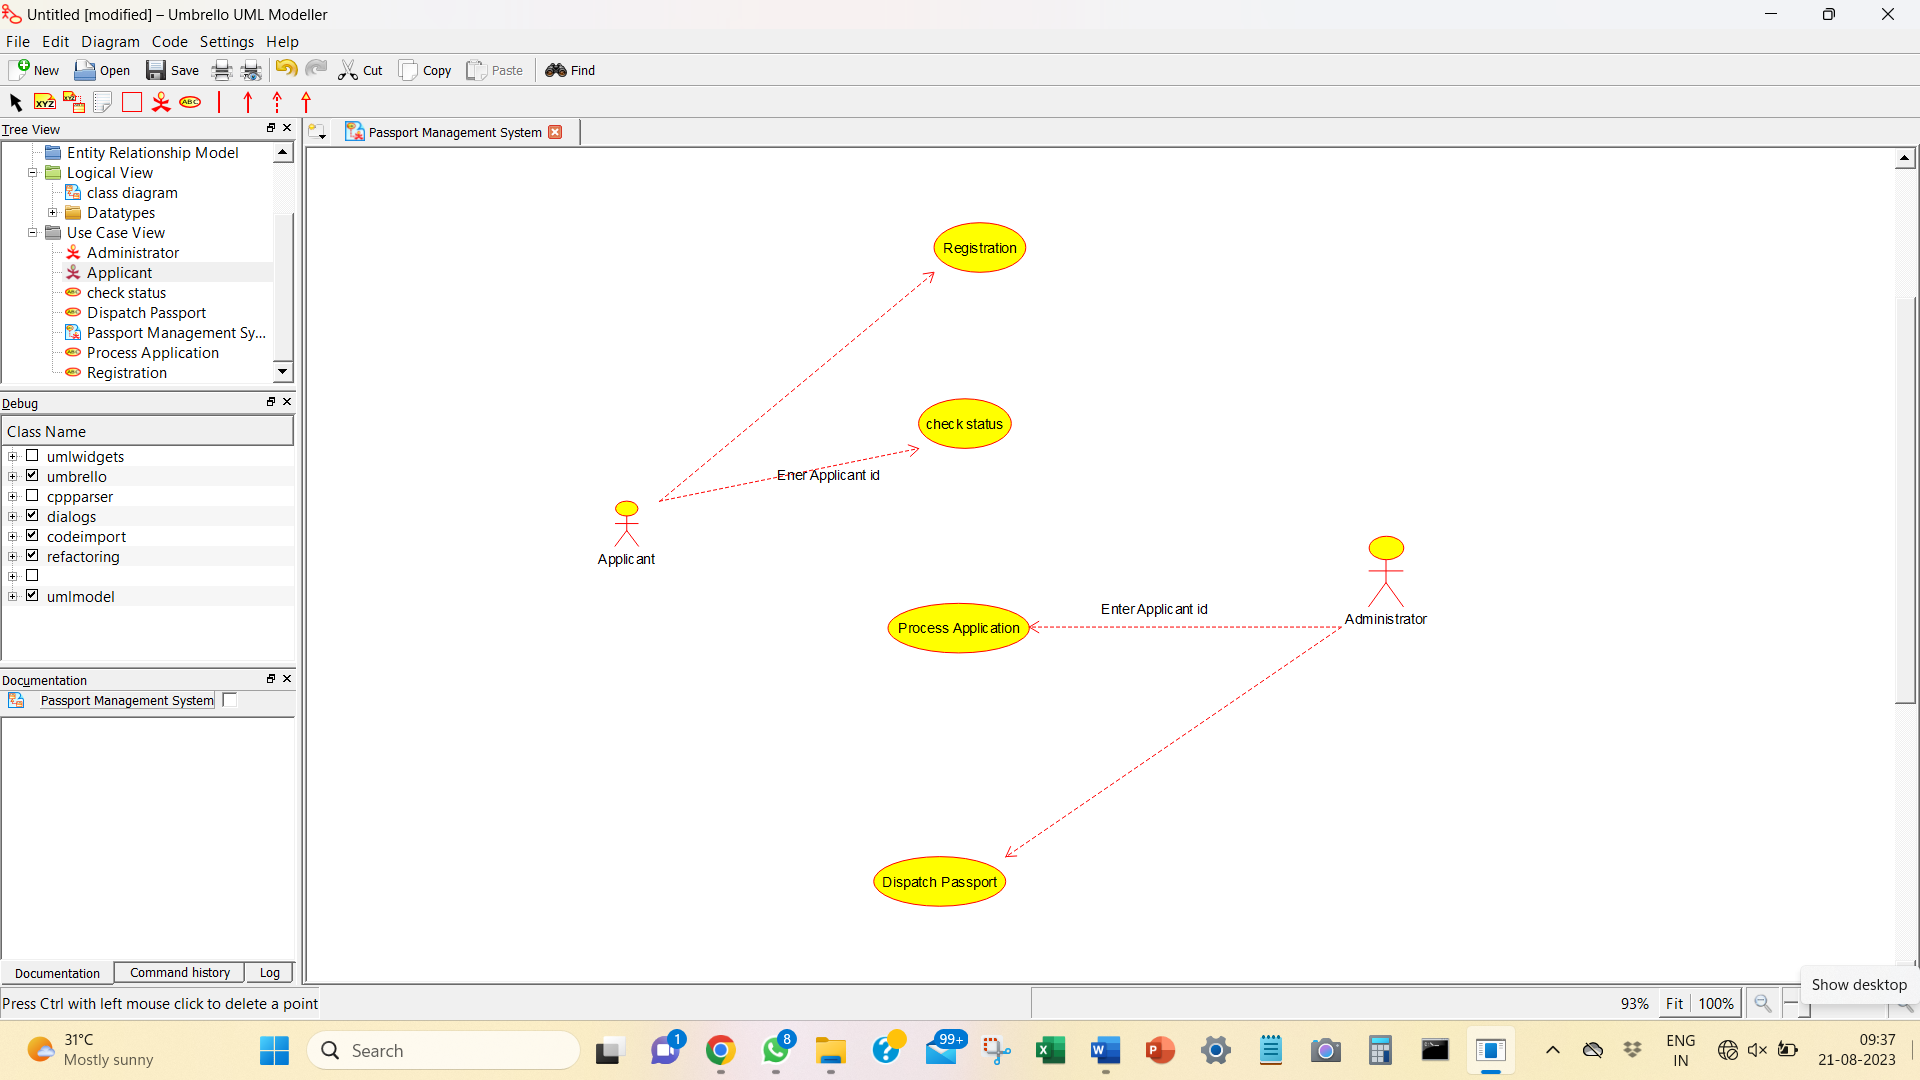 Untitled [modified] – Umbrello UML Modeller
File Edit Diagram Code Settings Help
New Open Save Cut Copy Paste Find
XYZ XYZ ABC
Tree View
Passport Management System
Entity Relationship Model
Logical View
class diagram
Datatypes
Use Case View
Administrator
Applicant
check status
Dispatch Passport
Passport Management Sy...
Process Application
Registration
Debug
Class Name
umlwidgets
umbrello
cppparser
dialogs
codeimport
refactoring
umlmodel
Documentation
Passport Management System
Documentation Command history Log
Registration
check status
Ener Applicant id
Applicant
Administrator
Enter Applicant id
Process Application
Dispatch Passport
Press Ctrl with left mouse click to delete a point
93% Fit 100%
Show desktop
31°C
Mostly sunny
Search
1
8
99+
ENG
IN
09:37
21-08-2023